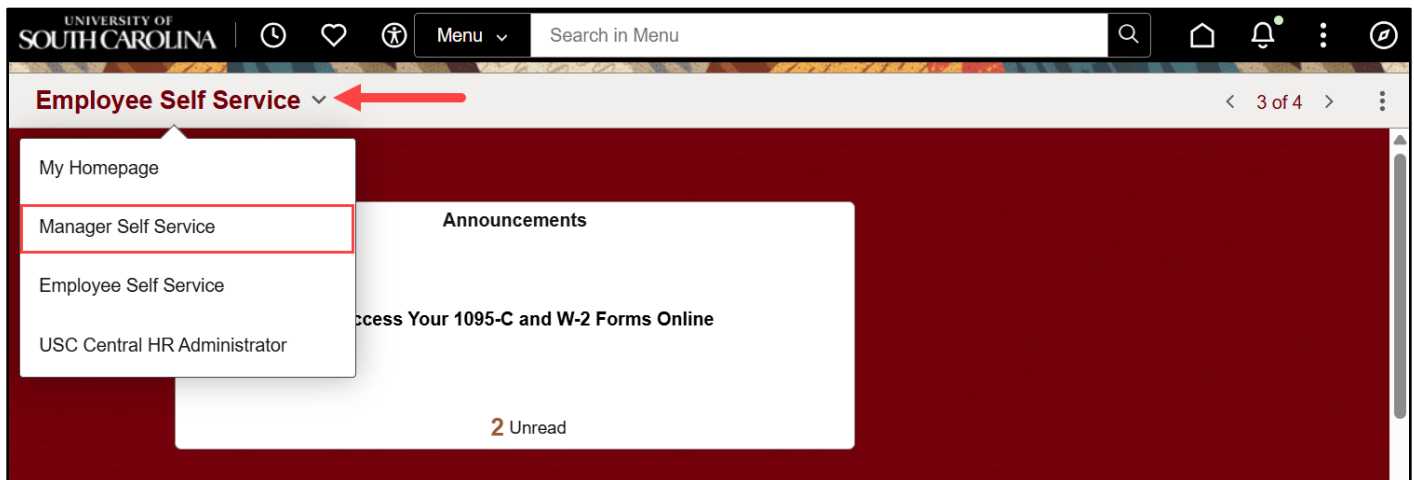 UNIVERSITY OF
SOUTH CAROLINA
Menu
Search in Menu
Employee Self Service
3 of 4
My Homepage
Manager Self Service
Employee Self Service
USC Central HR Administrator
Announcements
ccess Your 1095-C and W-2 Forms Online
2 Unread